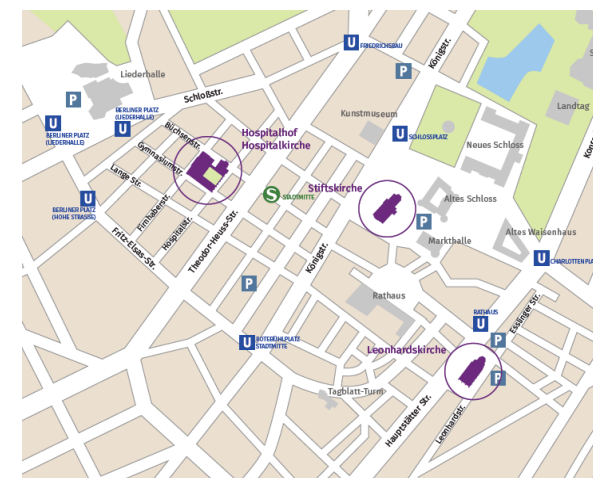 U
FRIEDRICHSBAU
Königstr.
P
Liederhalle
Schloßstr.
P
Landtag
Kunstmuseum
BERLINER PLATZ
(LIEDERHALLE)
U
U
BERLINER PLATZ
(LIEDERHALLE)
Büchsenstr.
Hospitalhof
Hospitalkirche
U
SCHLOSSPLATZ
Neues Schloss
Gymnasiumstr.
Lange Str.
U
BERLINER PLATZ
(HOHE STRASSE)
Firnhaberstr.
Hospitalstr.
S
STADTMITTE
Stiftskirche
Altes Schloss
P
Fritz-Elsas-Str.
Theodor-Heuss-Str.
Königstr.
Markthalle
Altes Waisenhaus
U
CHARLOTTENPLA
P
Rathaus
RATHAUS
U
Esslinger Str.
P
U
ROTEBÜHLPLATZ
STADTMITTE
Leonhardskirche
P
Tagblatt-Turm
Hauptstätter Str.
Leonhardstr.